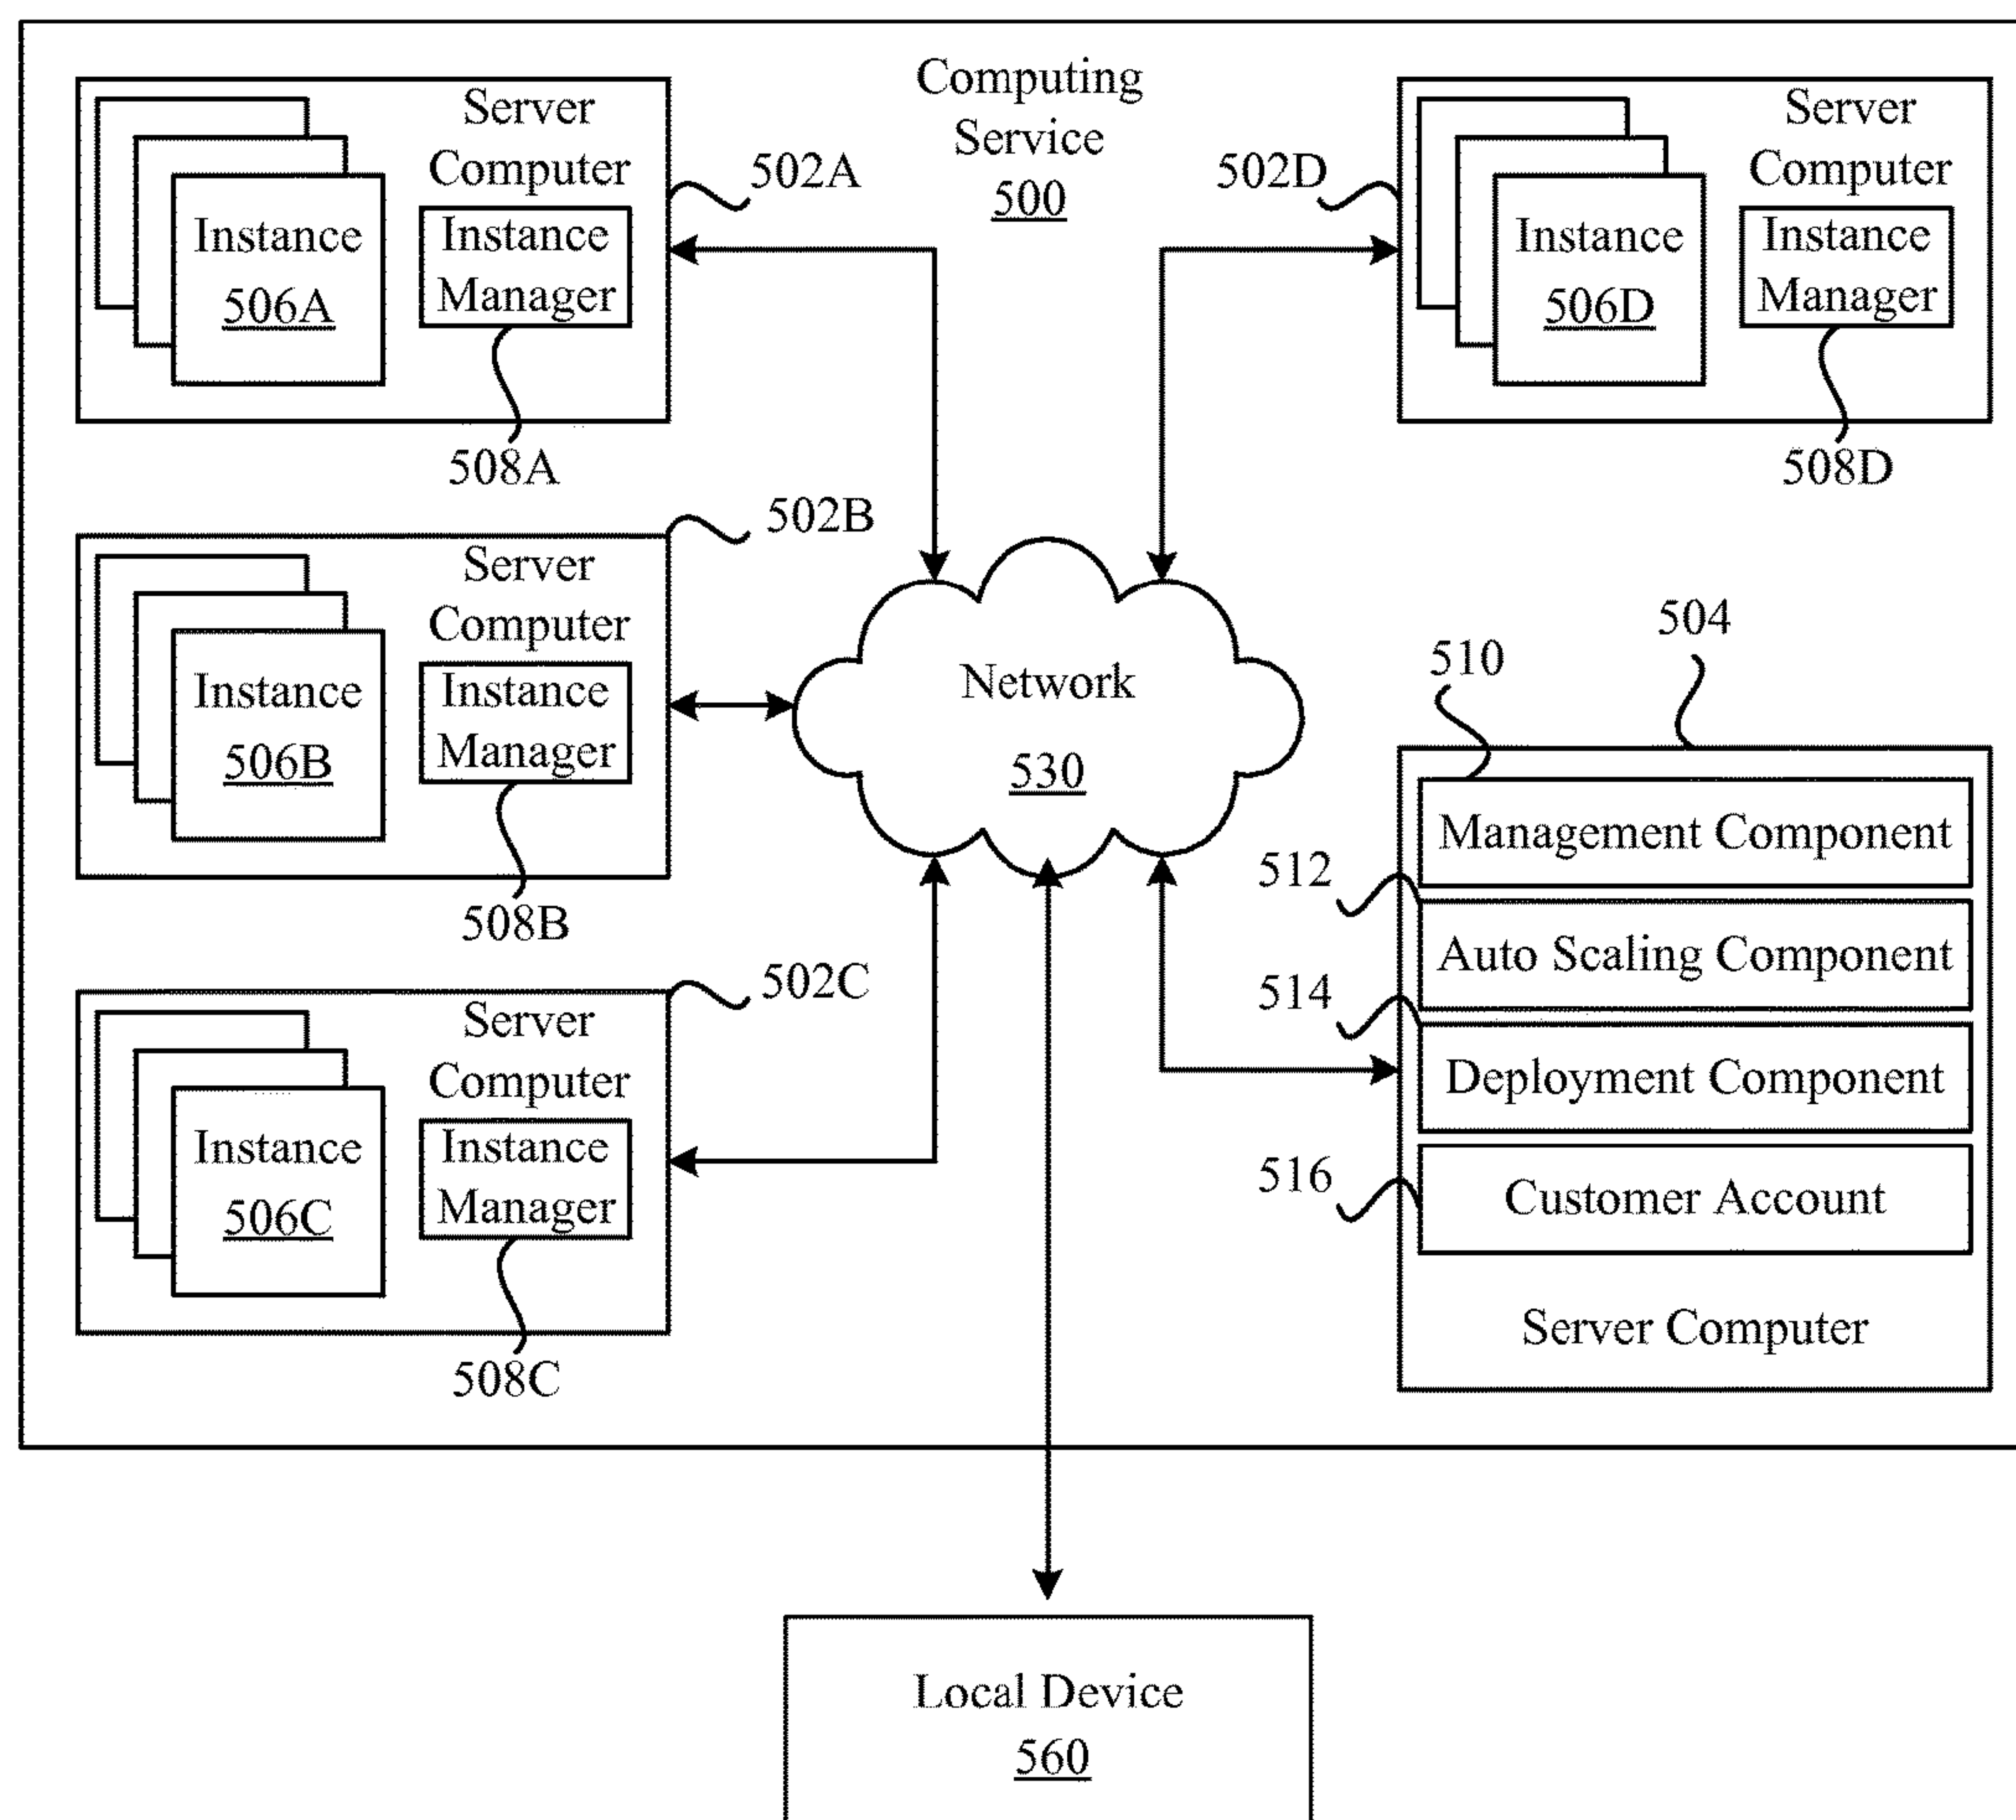 Computing
Service
500
Server
Computer
502A
Instance
506A
Instance
Manager
508A
502D
Server
Computer
Instance
506D
Instance
Manager
508D
502B
Server
Computer
Instance
506B
Instance
Manager
508B
Network
530
504
510
Management Component
512
Auto Scaling Component
514
Deployment Component
516
Customer Account
Server Computer
502C
Server
Computer
Instance
506C
Instance
Manager
508C
Local Device
560